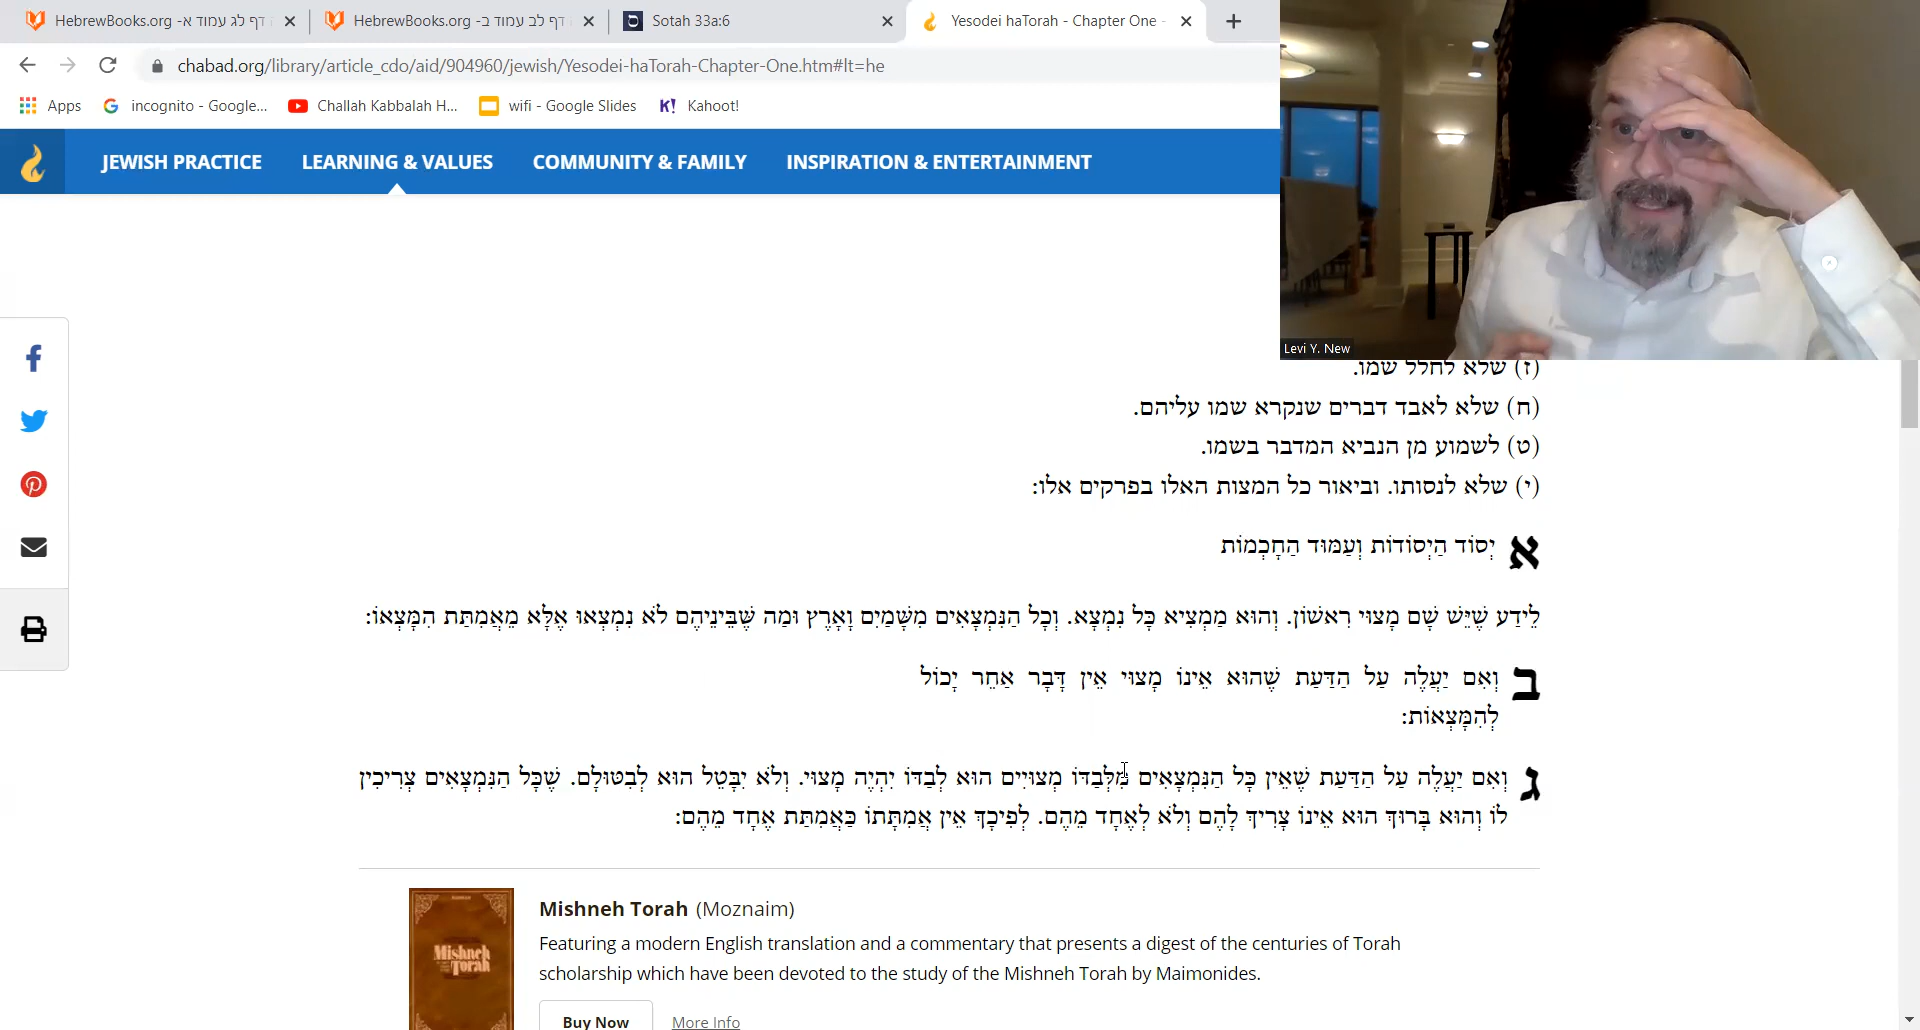 HebrewBooks.org -דף לג עמוד א
HebrewBooks.org -דף לב עמוד ב
Sotah 33a:6
Yesodei haTorah - Chapter One -
chabad.org/library/article_cdo/aid/904960/jewish/Yesodei-haTorah-Chapter-One.htm#lt=he
Apps
incognito - Google...
Challah Kabbalah H...
wifi - Google Slides
K!
Kahoot!
JEWISH PRACTICE
LEARNING & VALUES
COMMUNITY & FAMILY
INSPIRATION & ENTERTAINMENT
Levi Y. New
(ז) שלא לחלל שמו.
(ח) שלא לאבד דברים שנקרא שמו עליהם.
(ט) לשמוע מן הנביא המדבר בשמו.
(י) שלא לנסותו. וביאור כל המצות האלו בפרקים אלו:
א יְסוֹד הַיְסוֹדוֹת וְעַמּוּד הַחָכְמוֹת
לֵידַע שֶׁיֵּשׁ שָׁם מָצוּי רִאשׁוֹן. וְהוּא מַמְצִיא כָּל נִמְצָא. וְכָל הַנִּמְצָאִים מִשָּׁמַיִם וָאָרֶץ וּמַה שֶּׁבֵּינֵיהֶם לֹא נִמְצְאוּ אֶלָּא מֵאֲמִתַּת הִמָּצְאוֹ:
ב וְאִם יַעֲלֶה עַל הַדַּעַת שֶׁהוּא אֵינוֹ מָצוּי אֵין דָּבָר אַחֵר יָכוֹל
לְהִמָּצְאוֹת:
ג וְאִם יַעֲלֶה עַל הַדַּעַת שֶׁאֵין כָּל הַנִּמְצָאִים מִלְּבַדּוֹ מְצוּיִים הוּא לְבַדּוֹ יִהְיֶה מָצוּי. וְלֹא יִבָּטֵל הוּא לְבִטּוּלָם. שֶׁכָּל הַנִּמְצָאִים צְרִיכִין
לוֹ וְהוּא בָּרוּךְ הוּא אֵינוֹ צָרִיךְ לָהֶם וְלֹא לְאֶחָד מֵהֶם. לְפִיכָךְ אֵין אֲמִתָּתוֹ כַּאֲמִתַּת אֶחָד מֵהֶם:
Mishneh Torah
Mishneh Torah (Moznaim)
Featuring a modern English translation and a commentary that presents a digest of the centuries of Torah
scholarship which have been devoted to the study of the Mishneh Torah by Maimonides.
Buy Now
More Info